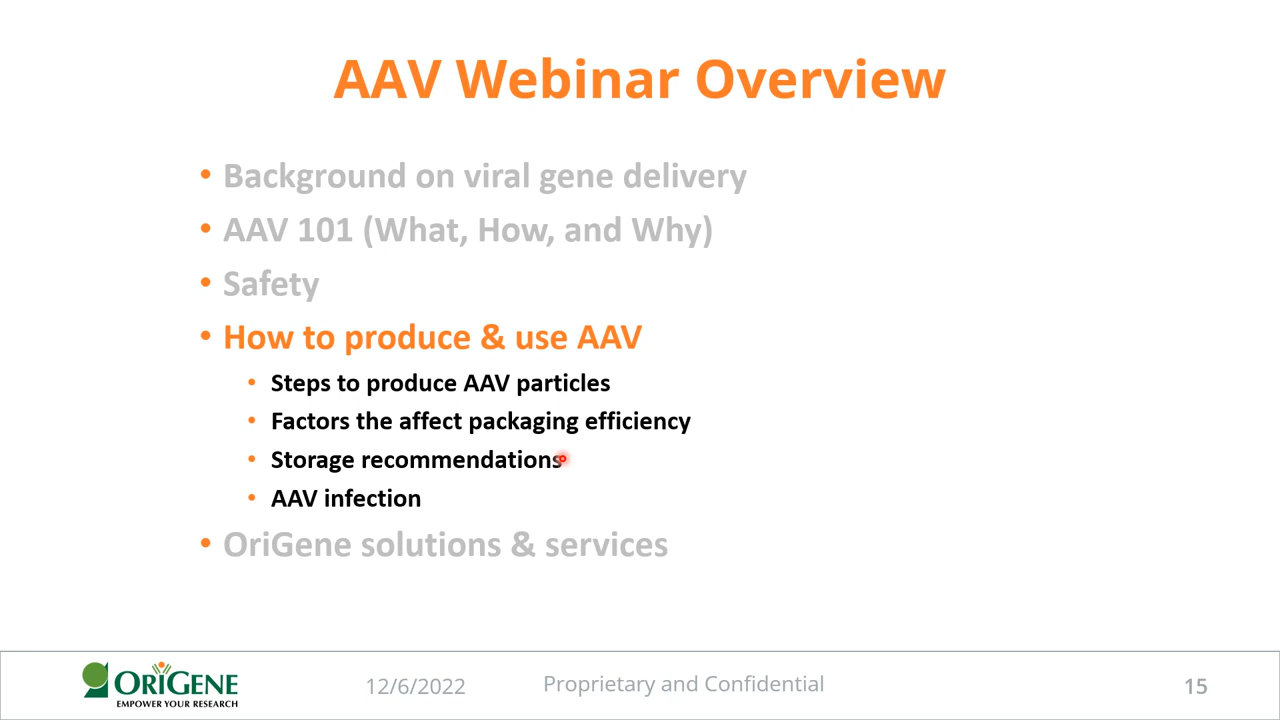 AAV Webinar Overview
• Background on viral gene delivery
• AAV 101 (What, How, and Why)
• Safety
• How to produce & use AAV
• Steps to produce AAV particles
• Factors the affect packaging efficiency
• Storage recommendations
• AAV infection
• OriGene solutions & services
ORIGENE
EMPOWER YOUR RESEARCH
12/6/2022
Proprietary and Confidential
15